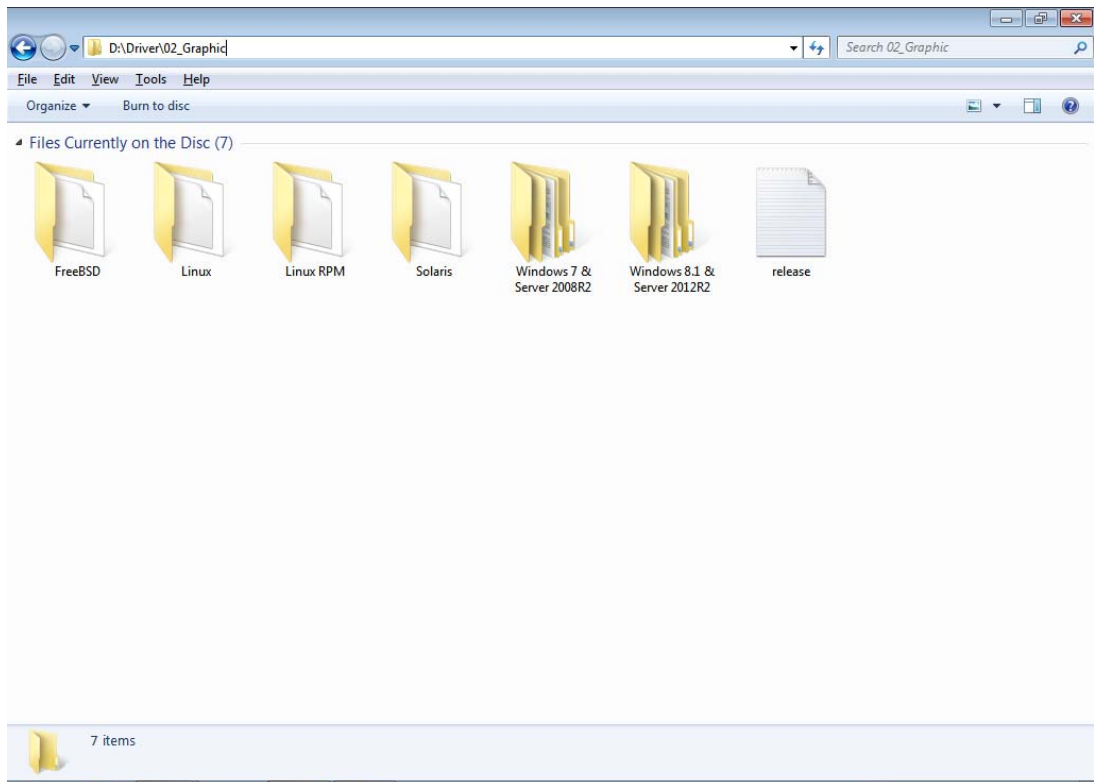 D:\Driver\02_Graphic
Search 02_Graphic
File Edit View Tools Help
Organize Burn to disc
Files Currently on the Disc (7)
FreeBSD
Linux
Linux RPM
Solaris
Windows 7 &
Server 2008R2
Windows 8.1 &
Server 2012R2
release
7 items